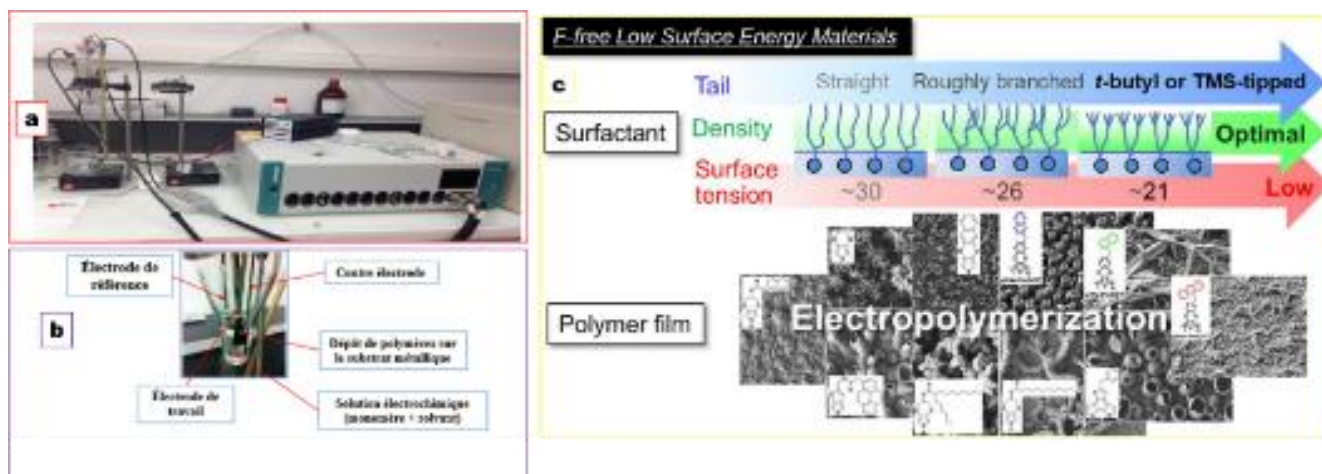 a
Électrode de
référence
Contre électrode
b
Dépôt de polymères sur
le substrat métallique
Électrode de
travail
Solution électrochimique
(monomère + solvant)
F-free Low Surface Energy Materials
c
Tail
Straight
Roughly branched
t-butyl or TMS-tipped
Surfactant
Density
Optimal
Surface
tension
~30
~26
~21
Low
Polymer film
Electropolymerization